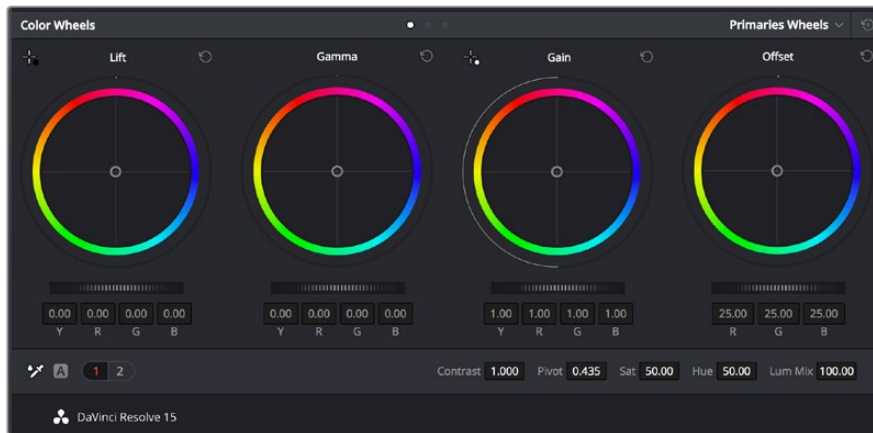 Color Wheels Primaries Wheels
Lift Gamma Gain Offset
0.00 0.00 0.00 0.00 0.00 0.00 0.00 0.00 1.00 1.00 1.00 1.00 25.00 25.00 25.00
Y R G B Y R G B Y R G B R G B
A 1 2 Contrast 1.000 Pivot 0.435 Sat 50.00 Hue 50.00 Lum Mix 100.00
DaVinci Resolve 15